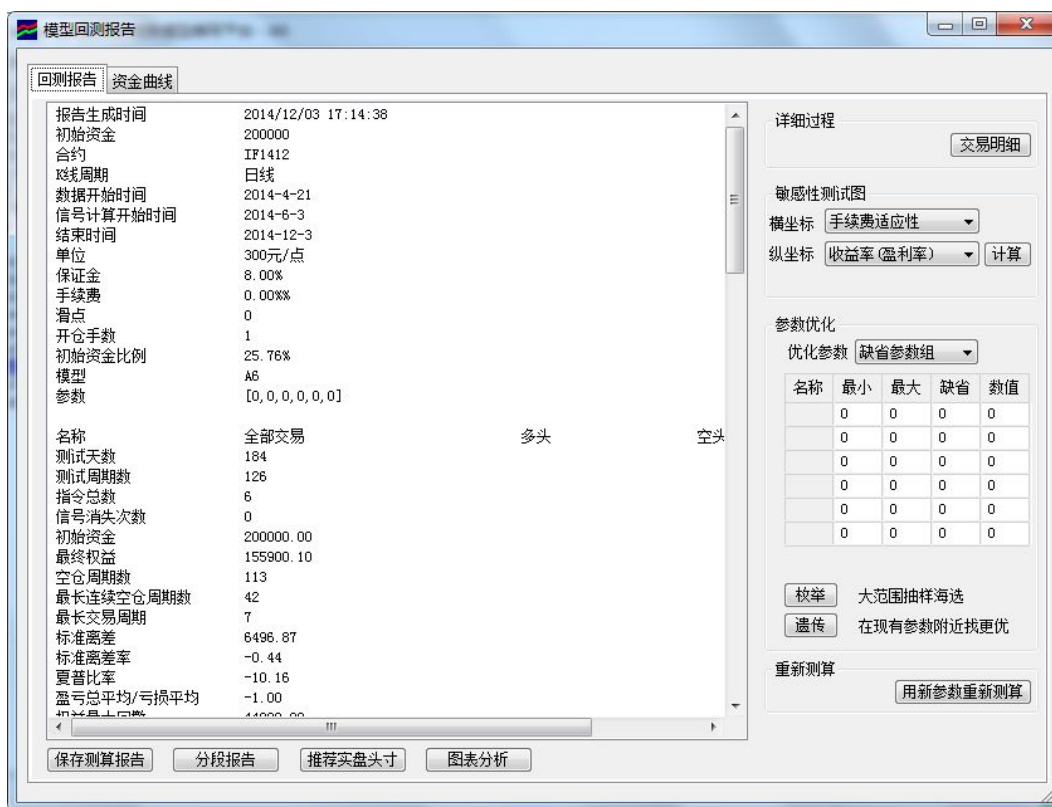 模型回测报告
回测报告 资金曲线
报告生成时间 2014/12/03 17:14:38
初始资金 200000
合约 IF1412
K线周期 日线
数据开始时间 2014-4-21
信号计算开始时间 2014-6-3
结束时间 2014-12-3
单位 300元/点
保证金 8.00%
手续费 0.00%%
滑点 0
开仓手数 1
初始资金比例 25.76%
模型 A6
参数 [0,0,0,0,0,0]
名称 全部交易 多头 空头
测试天数 184
测试周期数 126
指令总数 6
信号消失次数 0
初始资金 200000.00
最终权益 155900.10
空仓周期数 113
最长连续空仓周期数 42
最长交易周期 7
标准离差 6496.87
标准离差率 -0.44
夏普比率 -10.16
盈亏总平均/亏损平均 -1.00
保存测算报告 分段报告 推荐实盘头寸 图表分析
详细过程
交易明细
敏感性测试图
横坐标 手续费适应性
纵坐标 收益率(盈利率) 计算
参数优化
优化参数 缺省参数组
名称 最小 最大 缺省 数值
0 0 0 0
0 0 0 0
0 0 0 0
0 0 0 0
0 0 0 0
0 0 0 0
枚举 大范围抽样海选
遗传 在现有参数附近找更优
重新测算
用新参数重新测算